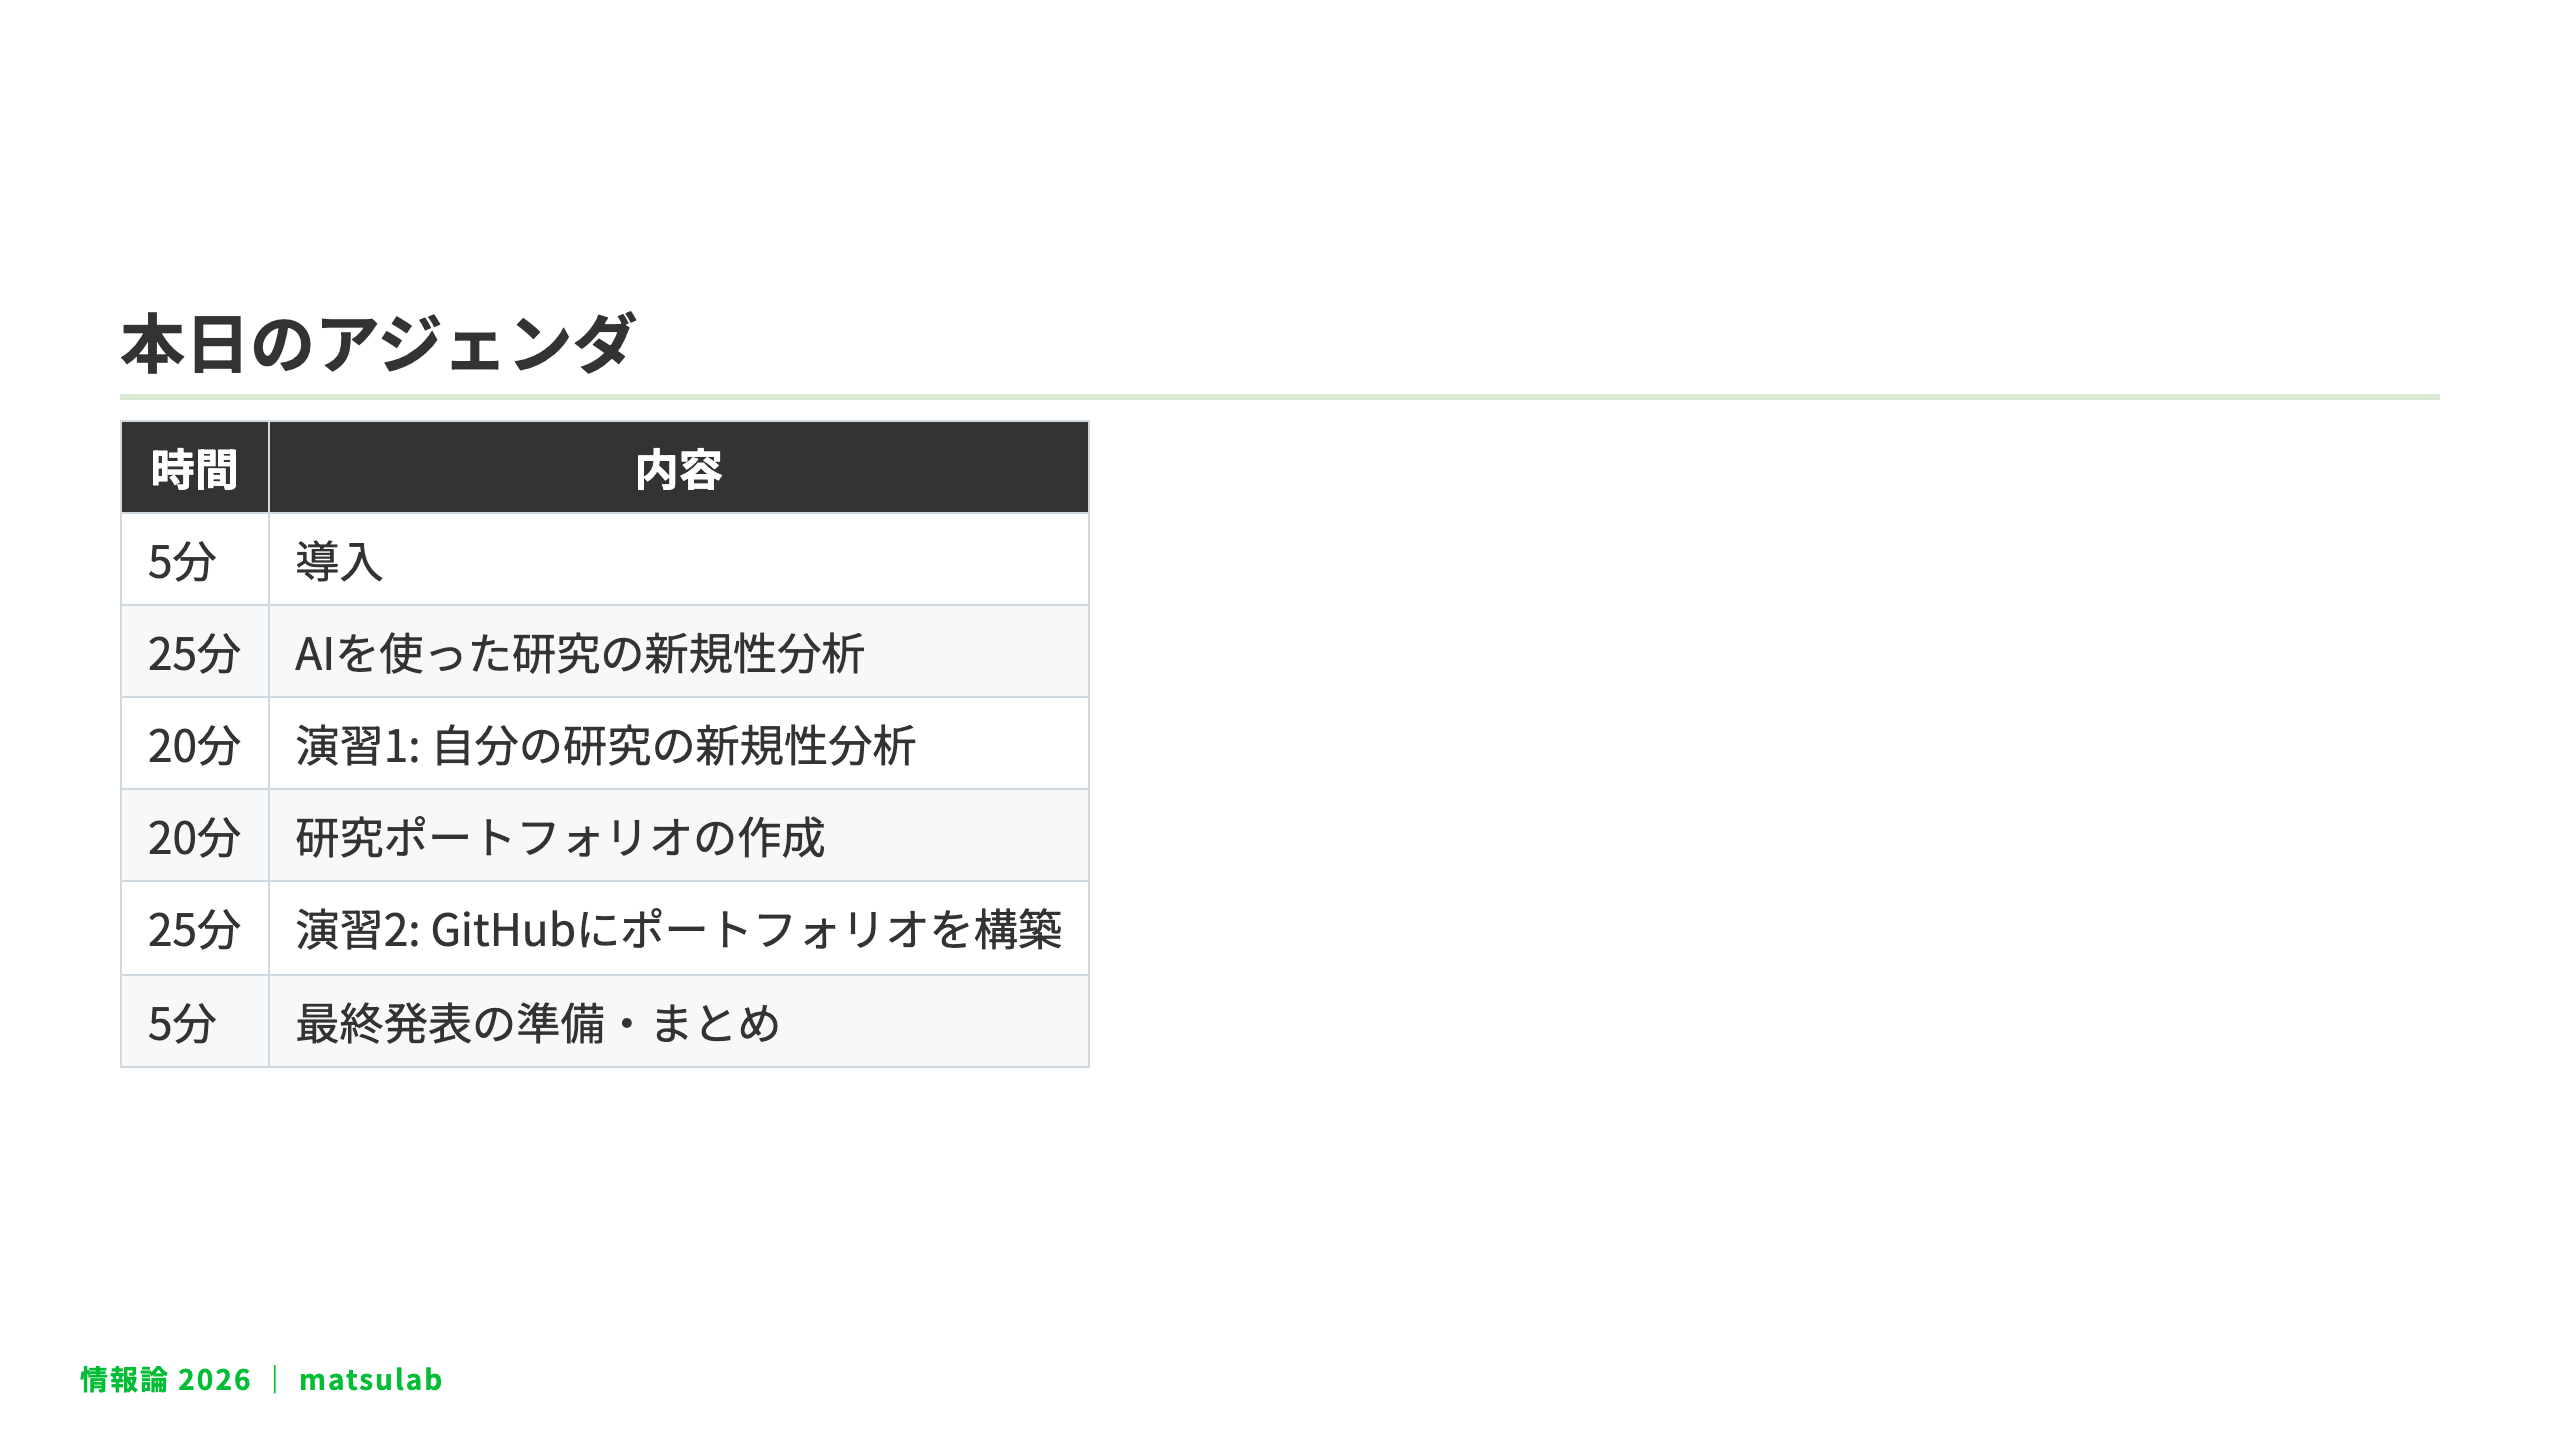 本日のアジェンダ
時間 内容
5分 導入
25分 AIを使った研究の新規性分析
20分 演習1: 自分の研究の新規性分析
20分 研究ポートフォリオの作成
25分 演習2: GitHubにポートフォリオを構築
5分 最終発表の準備・まとめ
情報論 2026 ｜ matsulab